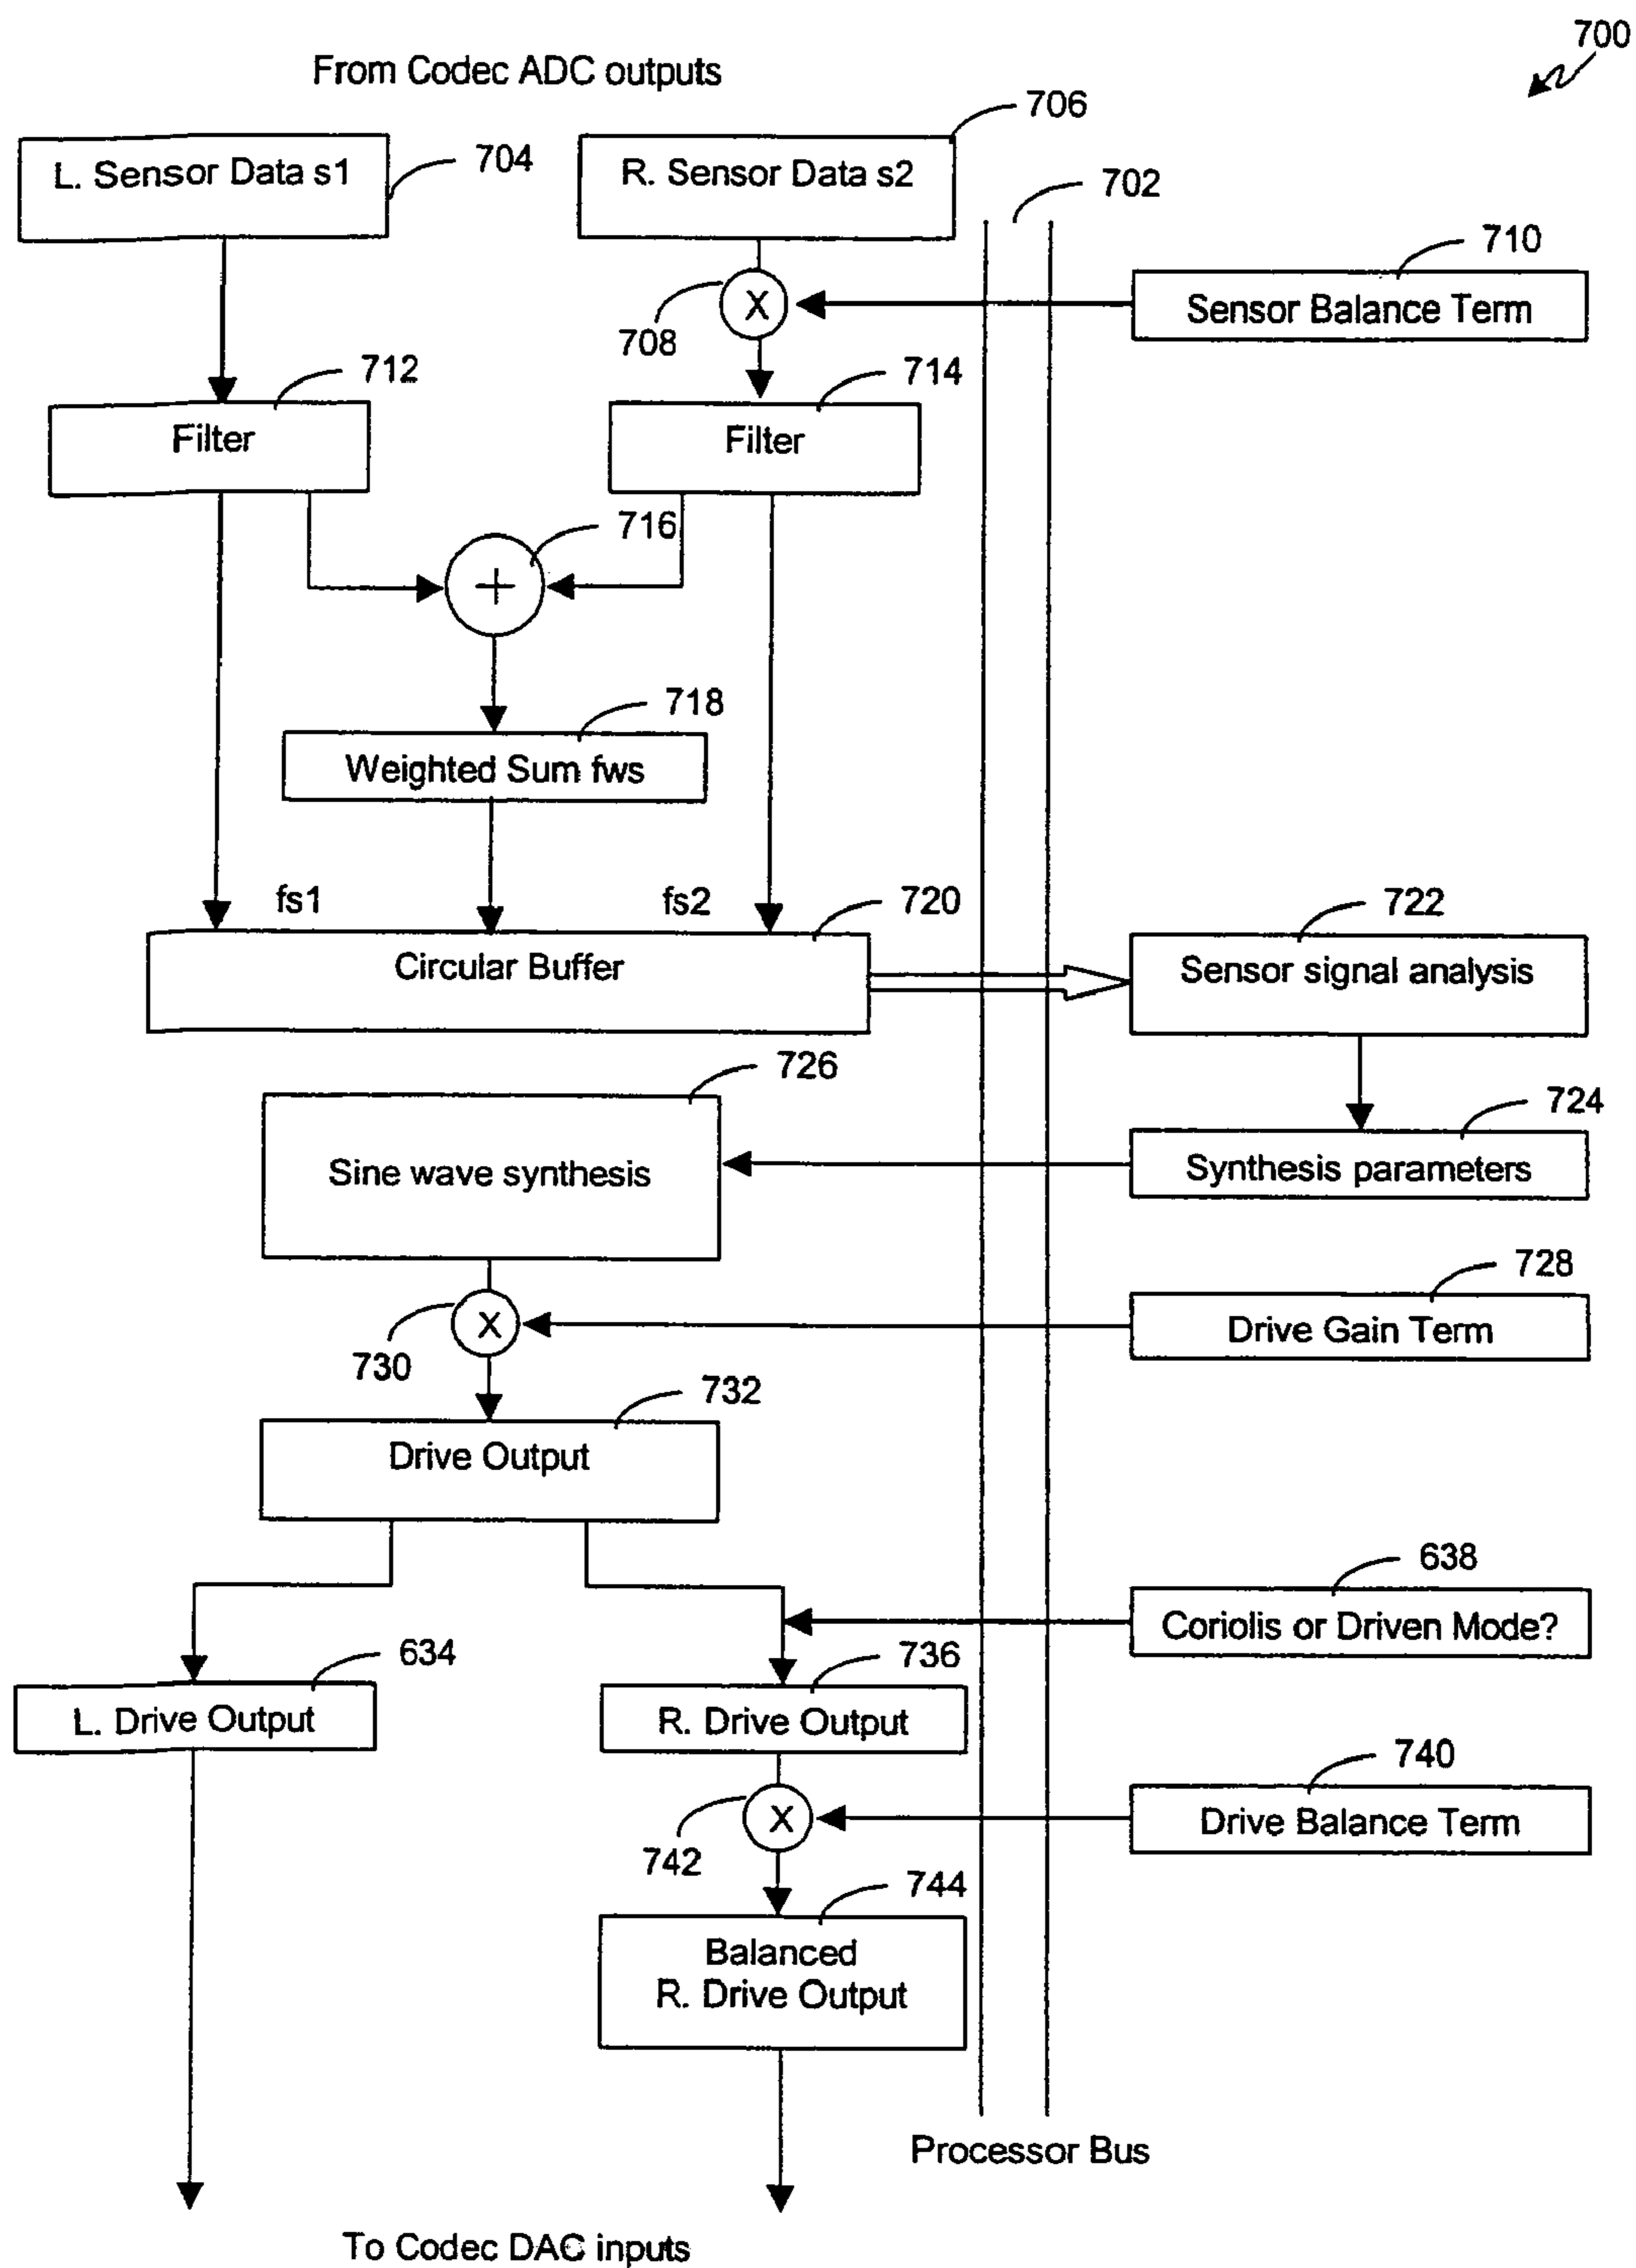 700
From Codec ADC outputs
706
L. Sensor Data s1
704
R. Sensor Data s2
702
710
X
Sensor Balance Term
708
712
714
Filter
Filter
716
+
718
Weighted Sum fws
fs1
fs2
720
722
Circular Buffer
Sensor signal analysis
726
724
Sine wave synthesis
Synthesis parameters
728
X
Drive Gain Term
730
732
Drive Output
638
Coriolis or Driven Mode?
634
736
L. Drive Output
R. Drive Output
740
X
Drive Balance Term
742
744
Balanced
R. Drive Output
Processor Bus
To Codec DAC inputs